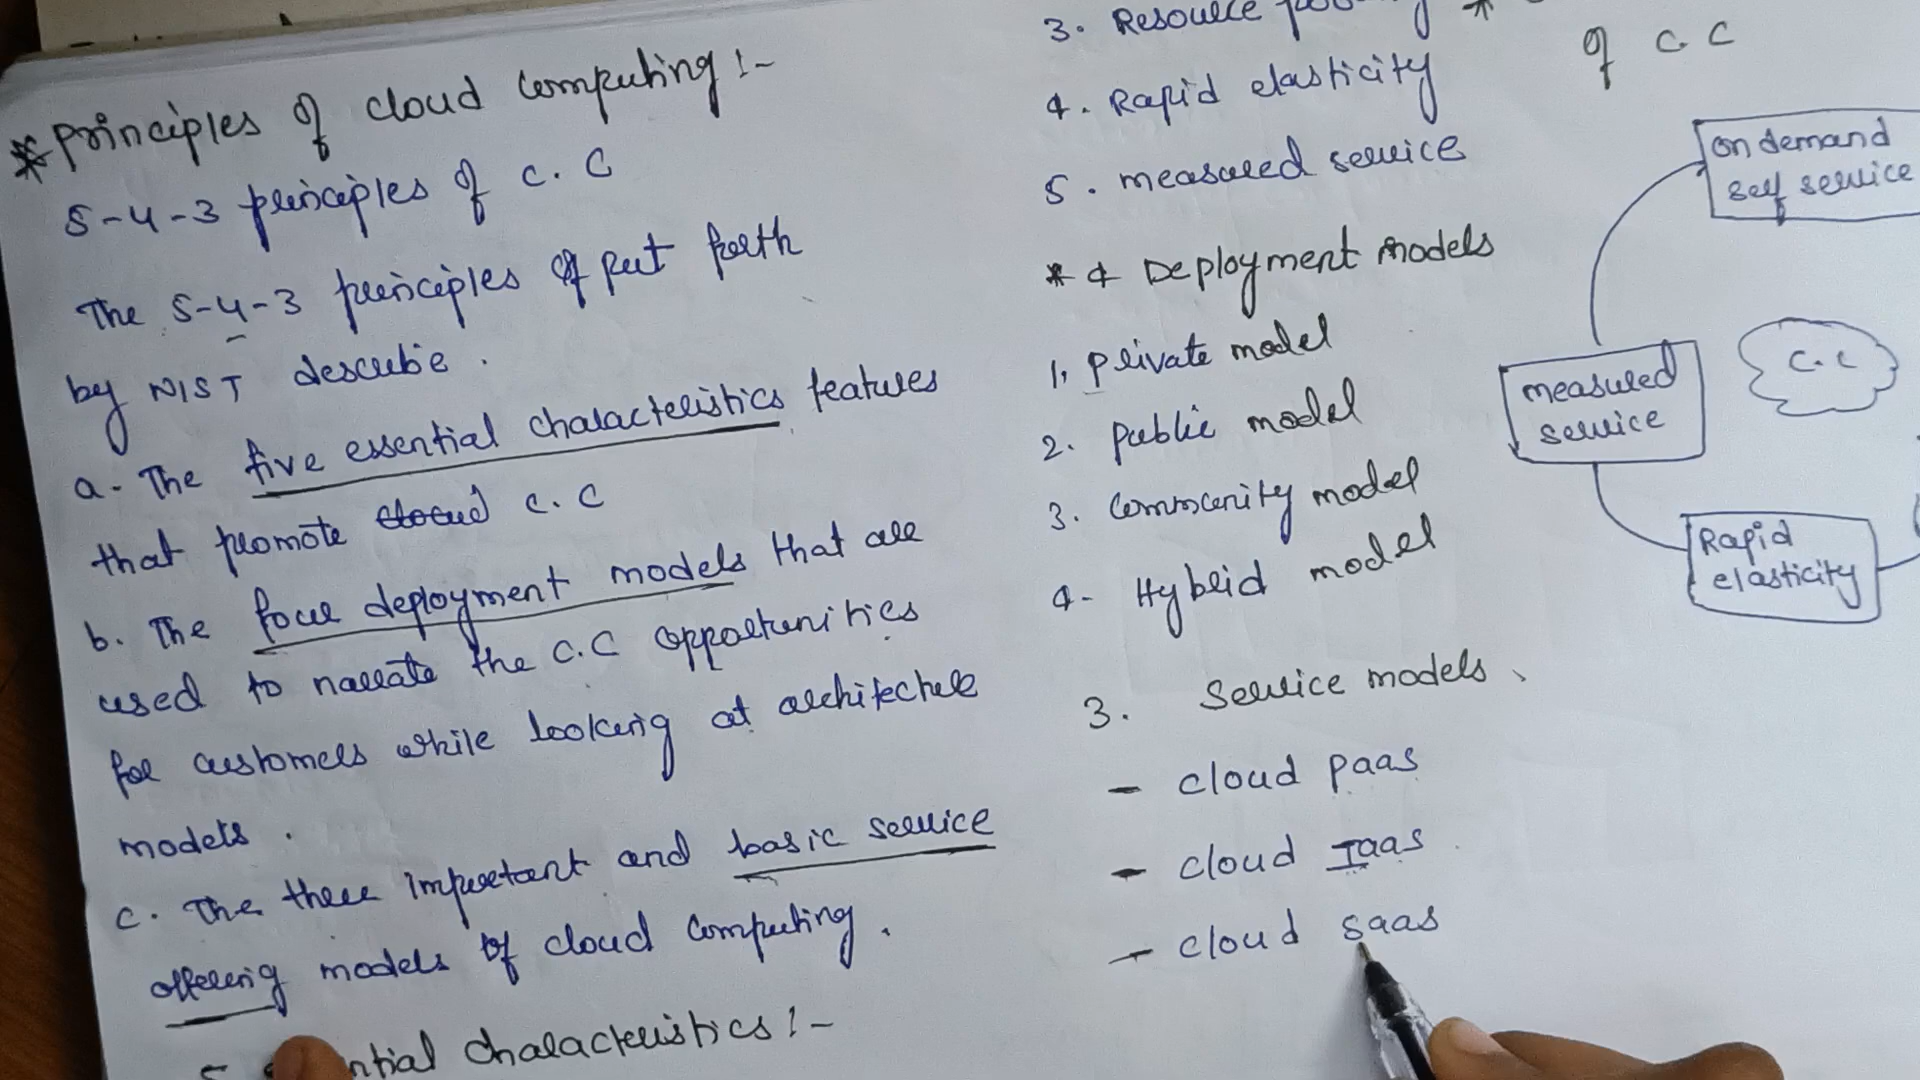 * Principles of cloud computing :-
5-4-3 principles of C.C
The 5-4-3 principles of put forth
by NIST describe.
a. The five essential characteristics features
that promote cloud C.C
b. The four deployment models that are
used to narrate the C.C opportunities
for customers while looking at architecture
models.
c. The three important and basic service
offering models of cloud computing.
5 ential characteristics :-
3. Resource pooling *
4. Rapid elasticity
5. measured service
* 4 Deployment models
1, private model
2. public model
3. Community model
4- Hybrid model
3. Service models
- cloud paas
- cloud Iaas
- cloud saas
of C.C
on demand
self service
measured
service
C.C
Rapid
elasticity